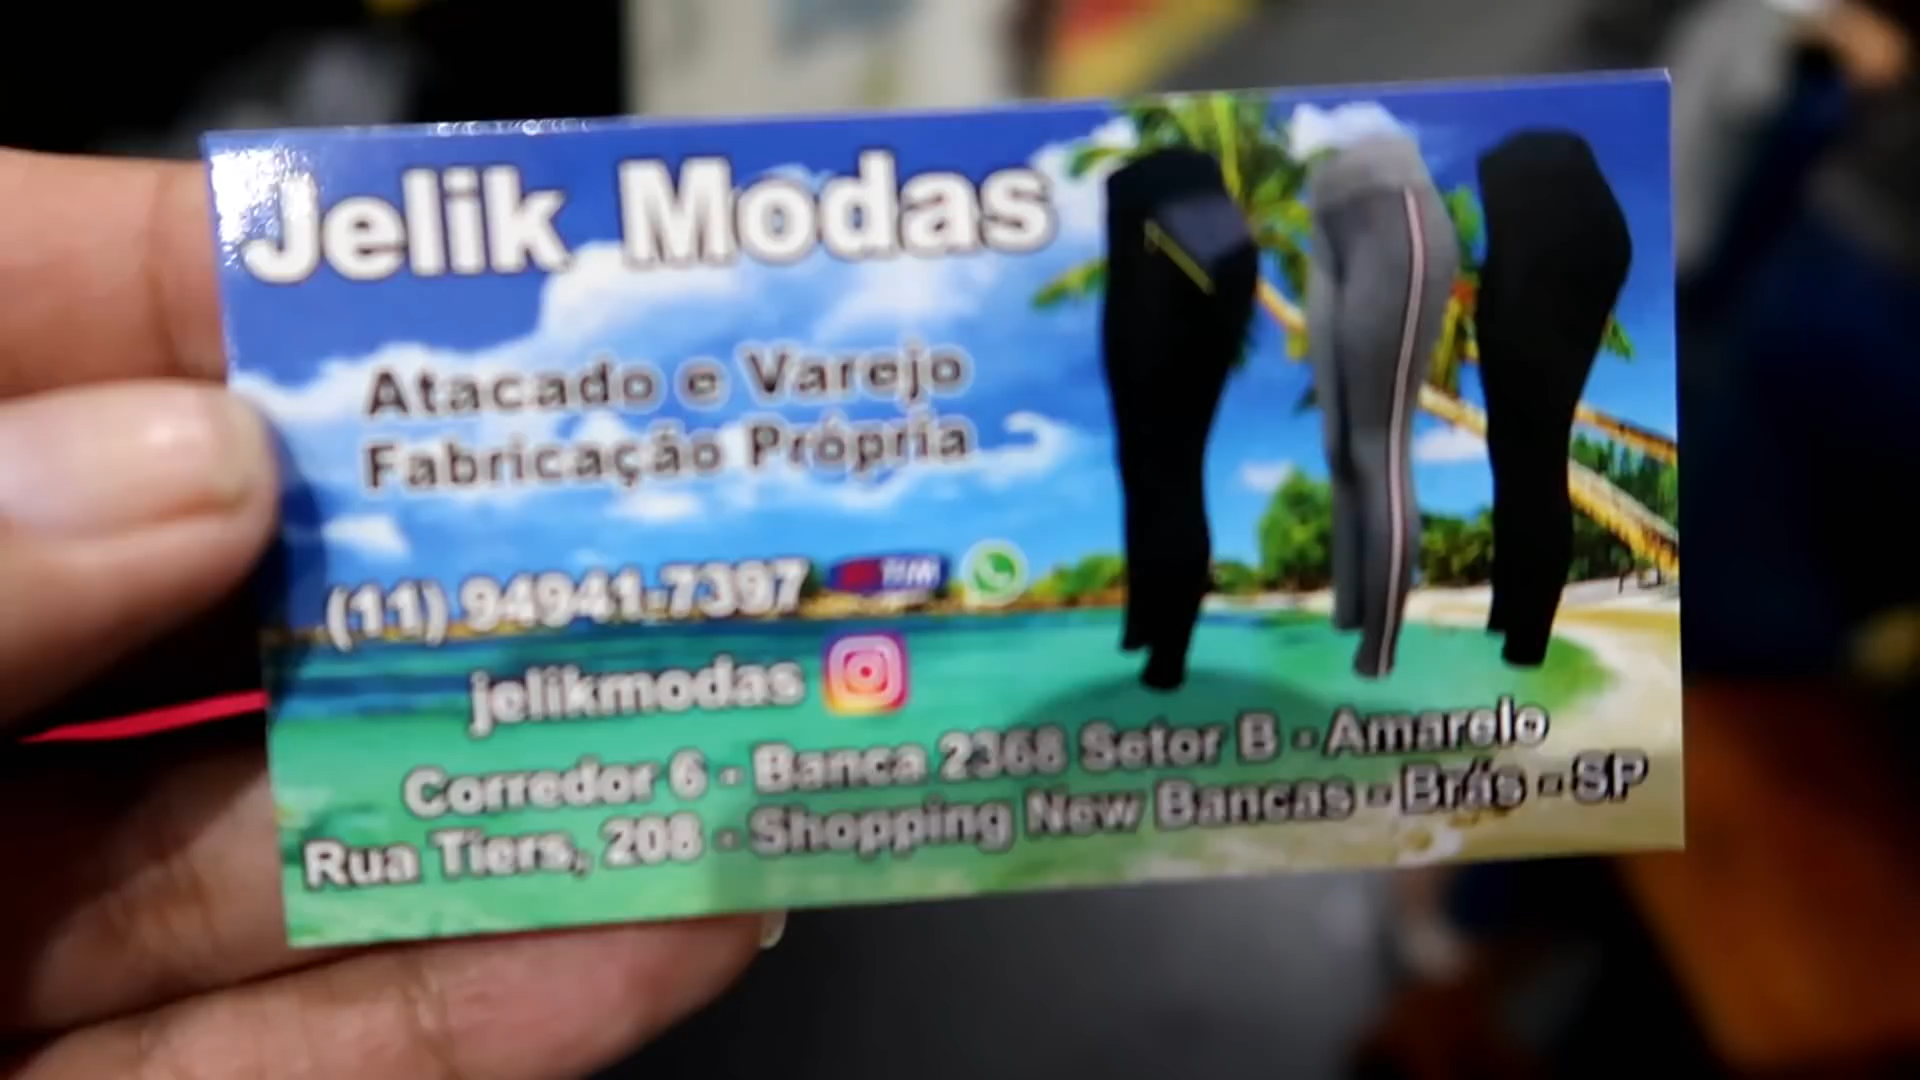 Jelik Modas
Atacado e Varejo
Fabricação Própria
(11) 94941-7397 TIM
jelikmodas
Corredor 6 - Banca 2368 Setor B - Amarelo
Rua Tiers, 208 - Shopping New Bancas - Brás - SP